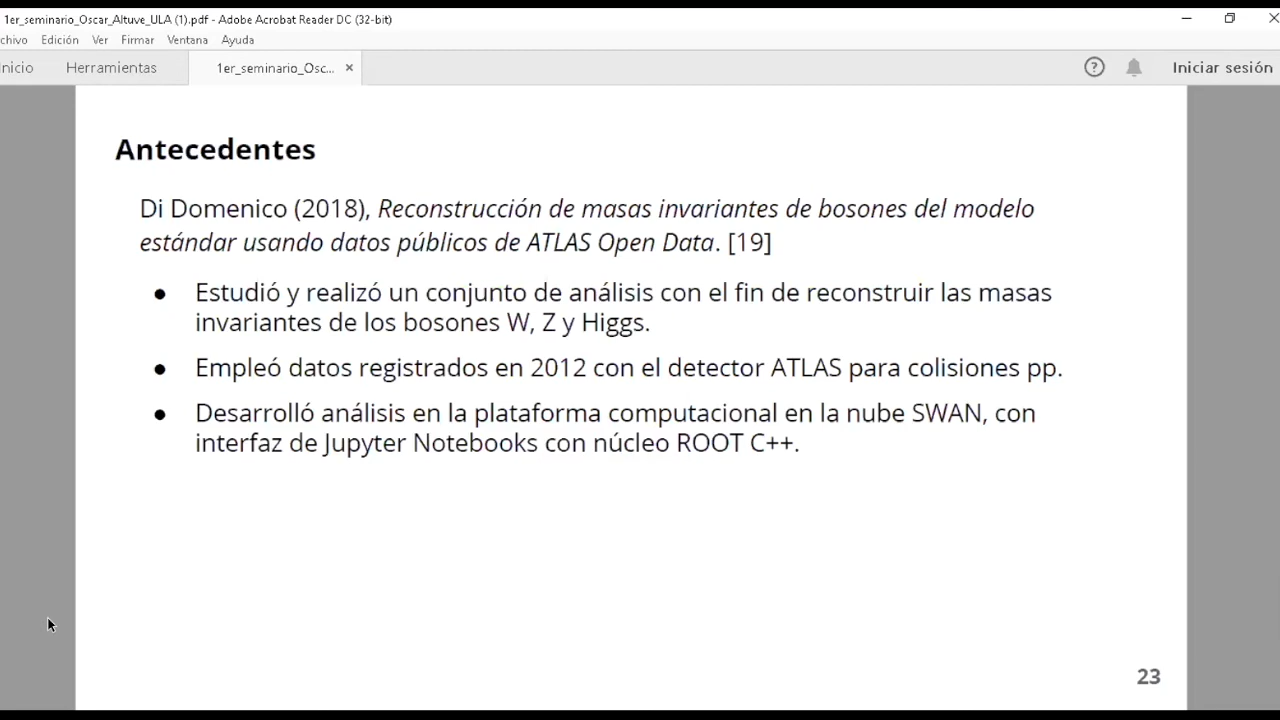 1er_seminario_Oscar_Altuve_ULA (1).pdf - Adobe Acrobat Reader DC (32-bit)
chivo Edición Ver Firmar Ventana Ayuda
nicio Herramientas 1er_seminario_Osc... × ? Iniciar sesión
Antecedentes
Di Domenico (2018), Reconstrucción de masas invariantes de bosones del modelo
estándar usando datos públicos de ATLAS Open Data. [19]
● Estudió y realizó un conjunto de análisis con el fin de reconstruir las masas
invariantes de los bosones W, Z y Higgs.
● Empleó datos registrados en 2012 con el detector ATLAS para colisiones pp.
● Desarrolló análisis en la plataforma computacional en la nube SWAN, con
interfaz de Jupyter Notebooks con núcleo ROOT C++.
23